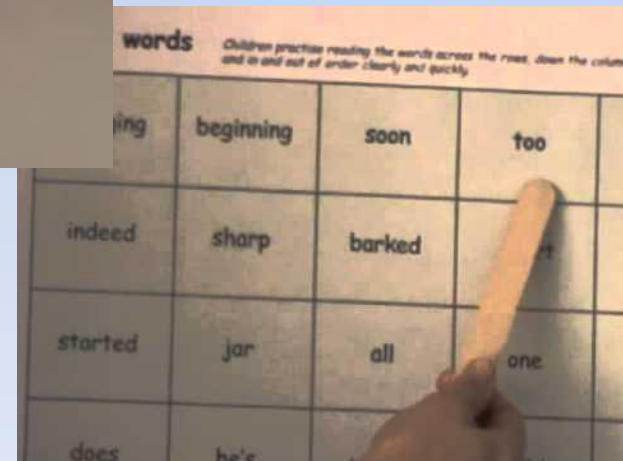 words
Children practise reading the words across the rows, down the
and in and out of order clearly and quickly.
beginning soon too
indeed sharp barked
started jar all one
does he's